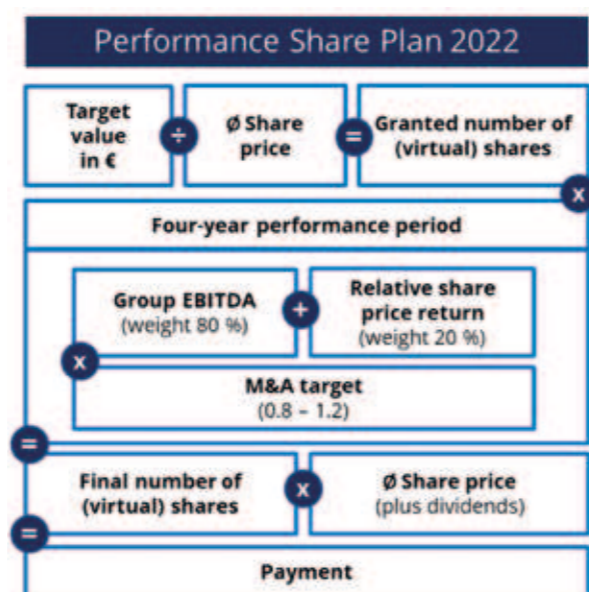 Performance Share Plan 2022
Target
value
in €
÷
Ø Share
price
=
Granted number of
(virtual) shares
x
Four-year performance period
Group EBITDA
(weight 80 %)
+
Relative share
price return
(weight 20 %)
x
M&A target
(0.8 – 1.2)
=
Final number of
(virtual) shares
x
Ø Share price
(plus dividends)
=
Payment